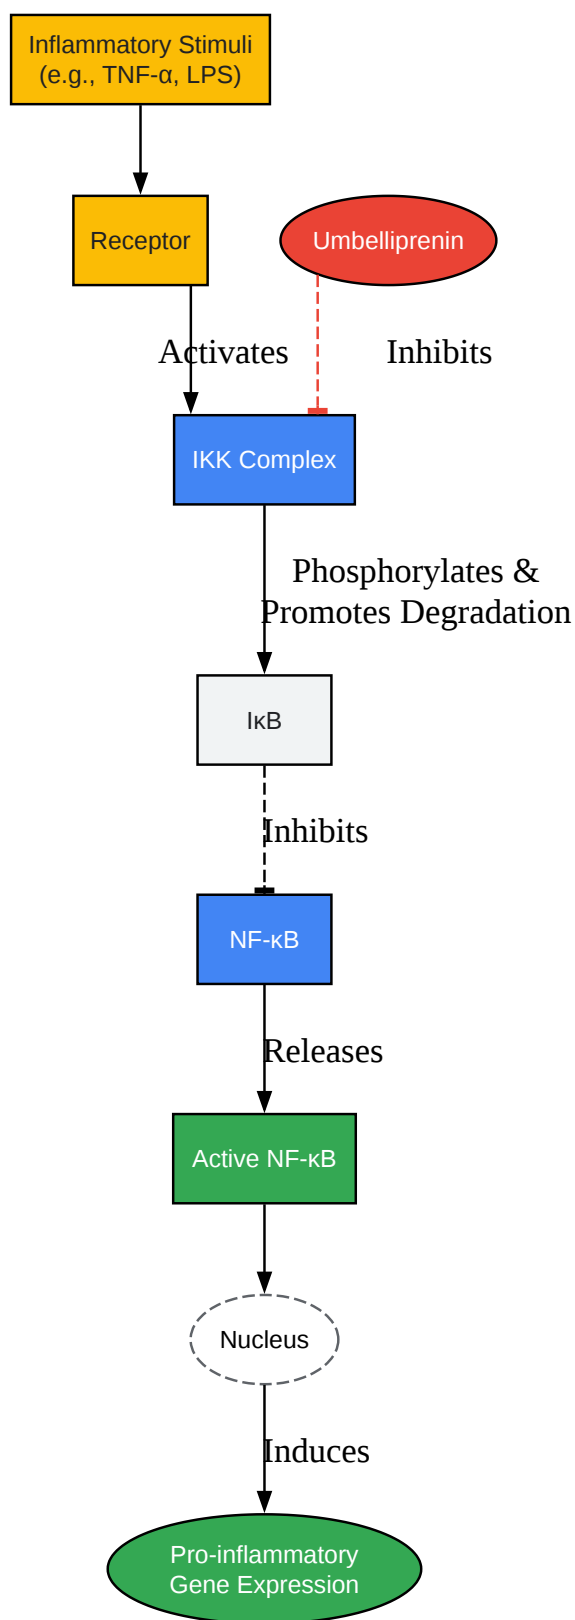 Inflammatory Stimuli
(e.g., TNF-α, LPS)
Receptor
Umbelliprenin
Activates
Inhibits
IKK Complex
Phosphorylates &
Promotes Degradation
IκB
Inhibits
NF-κB
Releases
Active NF-κB
Nucleus
Induces
Pro-inflammatory
Gene Expression